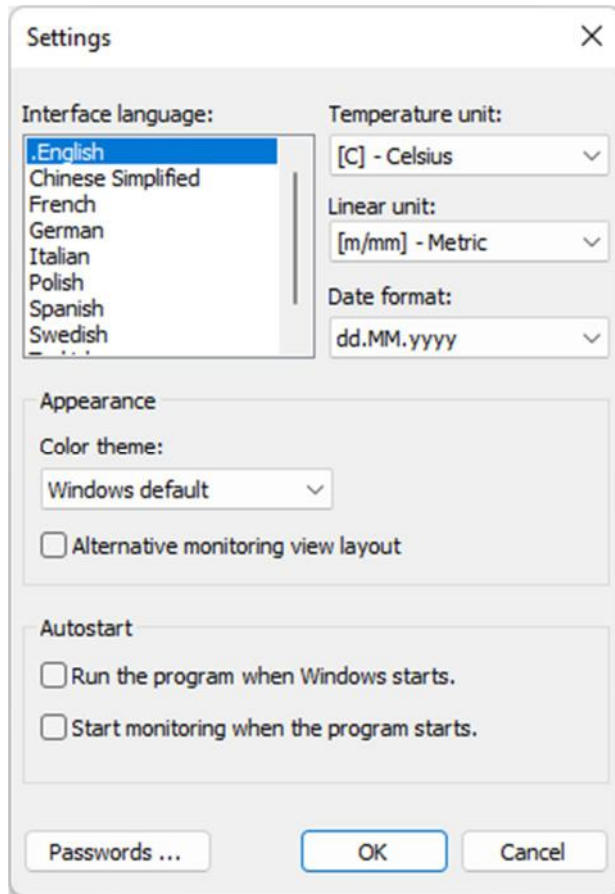 Settings
Interface language:
.English
Chinese Simplified
French
German
Italian
Polish
Spanish
Swedish
Temperature unit:
[C] - Celsius
Linear unit:
[m/mm] - Metric
Date format:
dd.MM.yyyy
Appearance
Color theme:
Windows default
Alternative monitoring view layout
Autostart
Run the program when Windows starts.
Start monitoring when the program starts.
Passwords ...
OK
Cancel